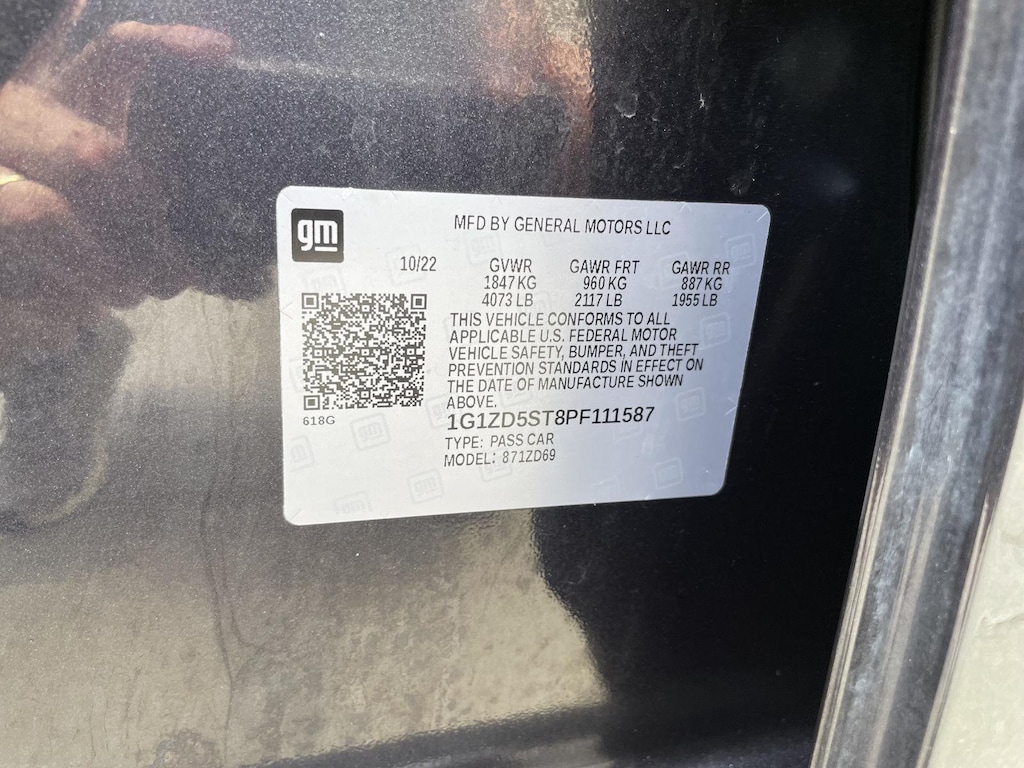 gm
MFD BY GENERAL MOTORS LLC
10/22 GVWR GAWR FRT GAWR RR
1847 KG 960 KG 887 KG
4073 LB 2117 LB 1955 LB
THIS VEHICLE CONFORMS TO ALL
APPLICABLE U.S. FEDERAL MOTOR
VEHICLE SAFETY, BUMPER, AND THEFT
PREVENTION STANDARDS IN EFFECT ON
THE DATE OF MANUFACTURE SHOWN
ABOVE.
618G
1G1ZD5ST8PF111587
TYPE: PASS CAR
MODEL: 871ZD69